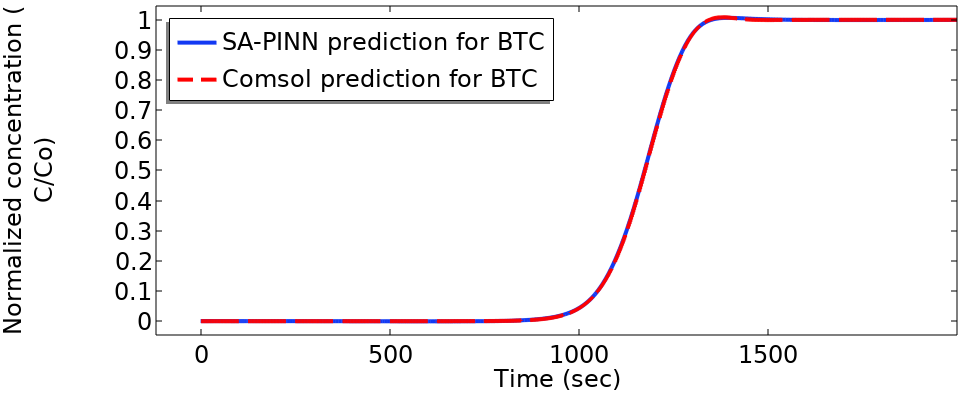 Normalized concentration (
C/Co)
1
0.9
0.8
0.7
0.6
0.5
0.4
0.3
0.2
0.1
0
SA-PINN prediction for BTC
Comsol prediction for BTC
0 500 1000 1500
Time (sec)